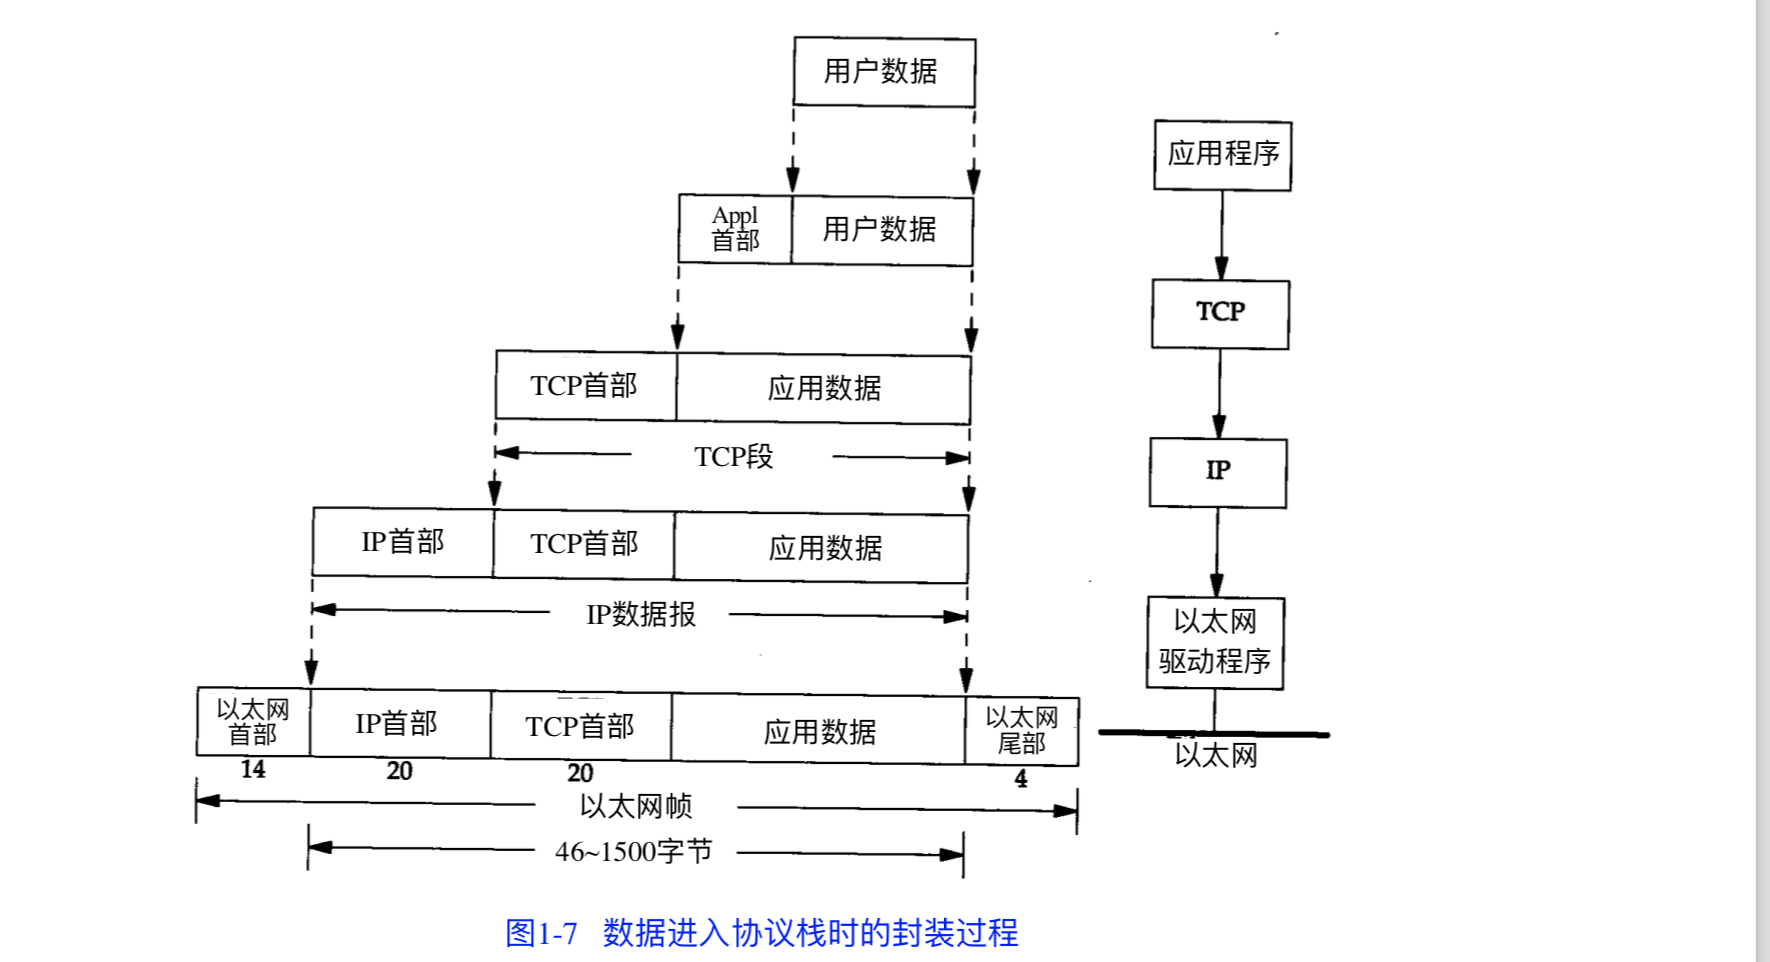 用户数据
应用程序
Appl
首部
用户数据
TCP
TCP首部
应用数据
TCP段
IP
IP首部
TCP首部
应用数据
IP数据报
以太网
驱动程序
以太网
首部
IP首部
TCP首部
应用数据
以太网
尾部
以太网
14
20
20
4
以太网帧
46~1500字节
图1-7 数据进入协议栈时的封装过程